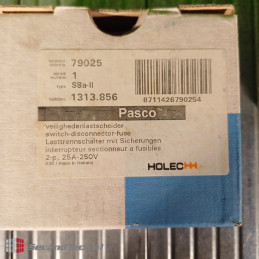 79025
1
type S8a-II
1313.856
8711426790254
Pasco
veiligheidslastscheider
switch-disconnector-fuse
Lasttrennschalter mit Sicherungen
interrupteur sectionneur a fusibles
2-p, 25A-250V
HOLEC